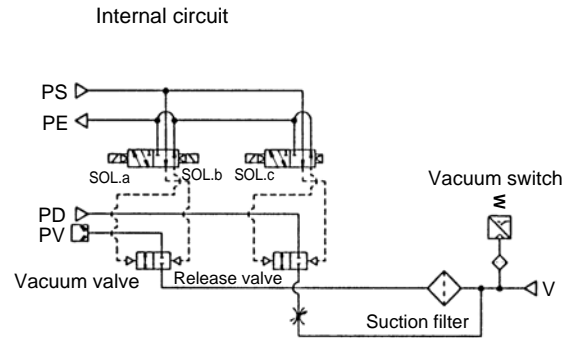 Internal circuit
PS
PE
SOL.a
SOL.b
SOL.c
Vacuum switch
PD
PV
Vacuum valve
Release valve
V
Suction filter